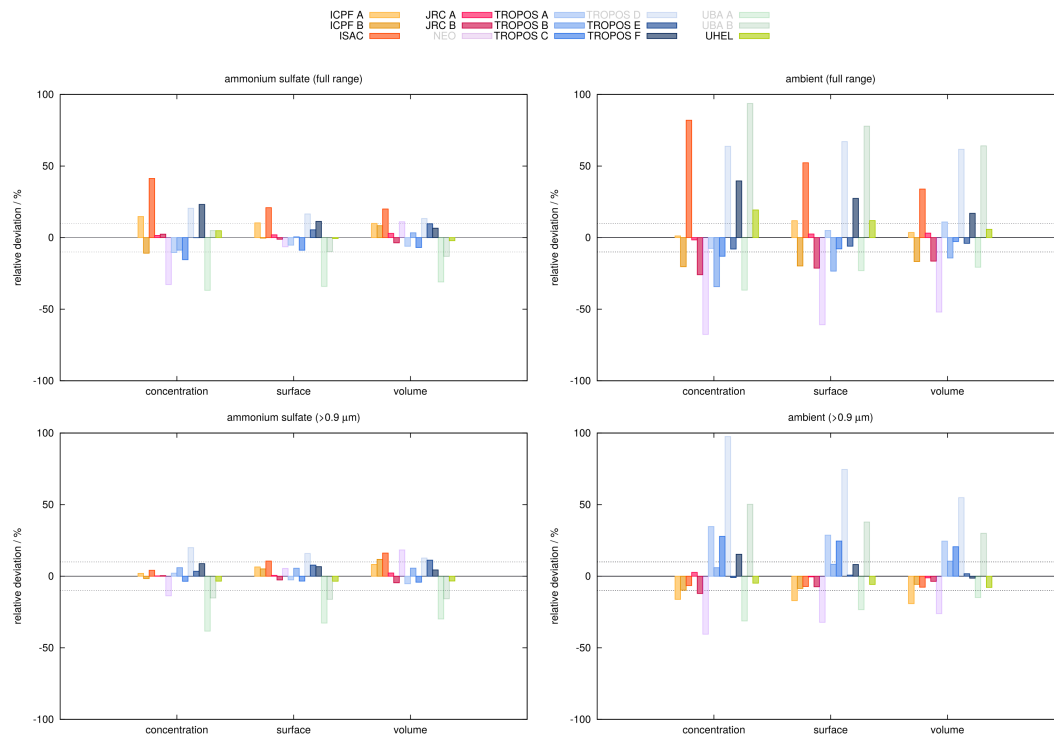 ICPF A JRC A TROPOS A TROPOS D UBA A
ICPF B JRC B TROPOS B TROPOS E UBA B
ISAC NEO TROPOS C TROPOS F UHEL
ammonium sulfate (full range)
100
50
0
-50
-100
relative deviation / %
concentration surface volume
ambient (full range)
100
50
0
-50
-100
relative deviation / %
concentration surface volume
ammonium sulfate (>0.9 μm)
100
50
0
-50
-100
relative deviation / %
concentration surface volume
ambient (>0.9 μm)
100
50
0
-50
-100
relative deviation / %
concentration surface volume